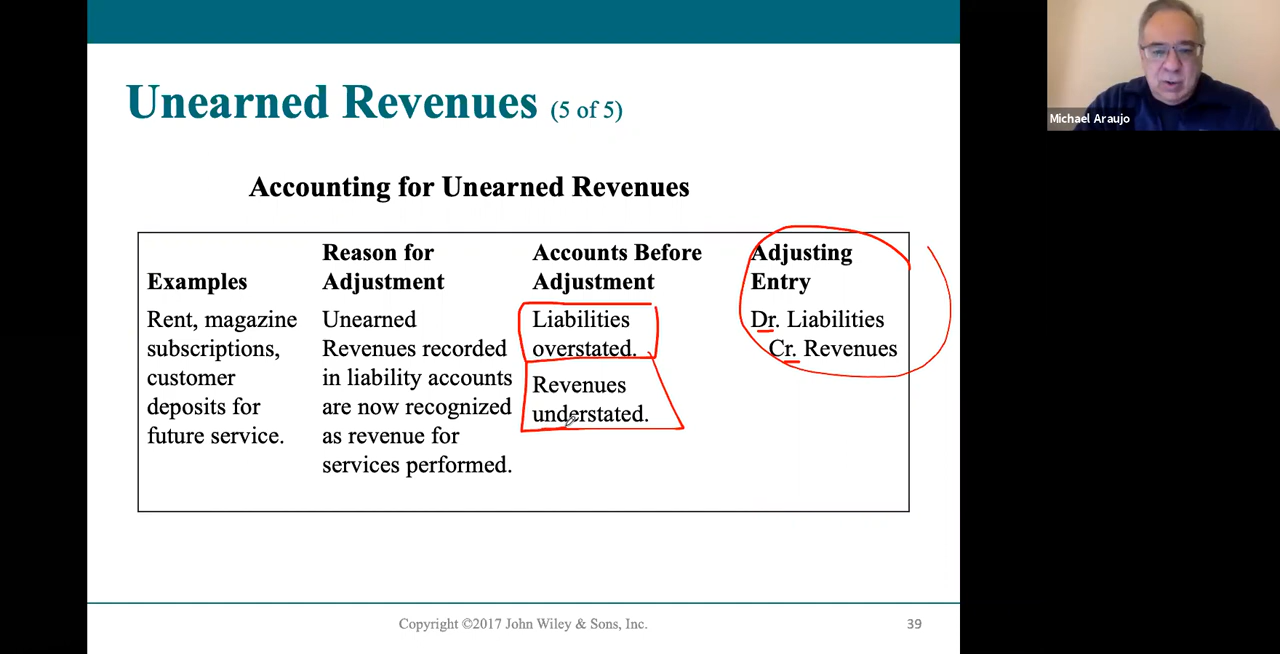 Unearned Revenues (5 of 5)
Michael Araujo
Accounting for Unearned Revenues
Examples
Reason for
Adjustment
Accounts Before
Adjustment
Adjusting
Entry
Rent, magazine
subscriptions,
customer
deposits for
future service.
Unearned
Revenues recorded
in liability accounts
are now recognized
as revenue for
services performed.
Liabilities
overstated.
Revenues
understated.
Dr. Liabilities
Cr. Revenues
Copyright ©2017 John Wiley & Sons, Inc.
39